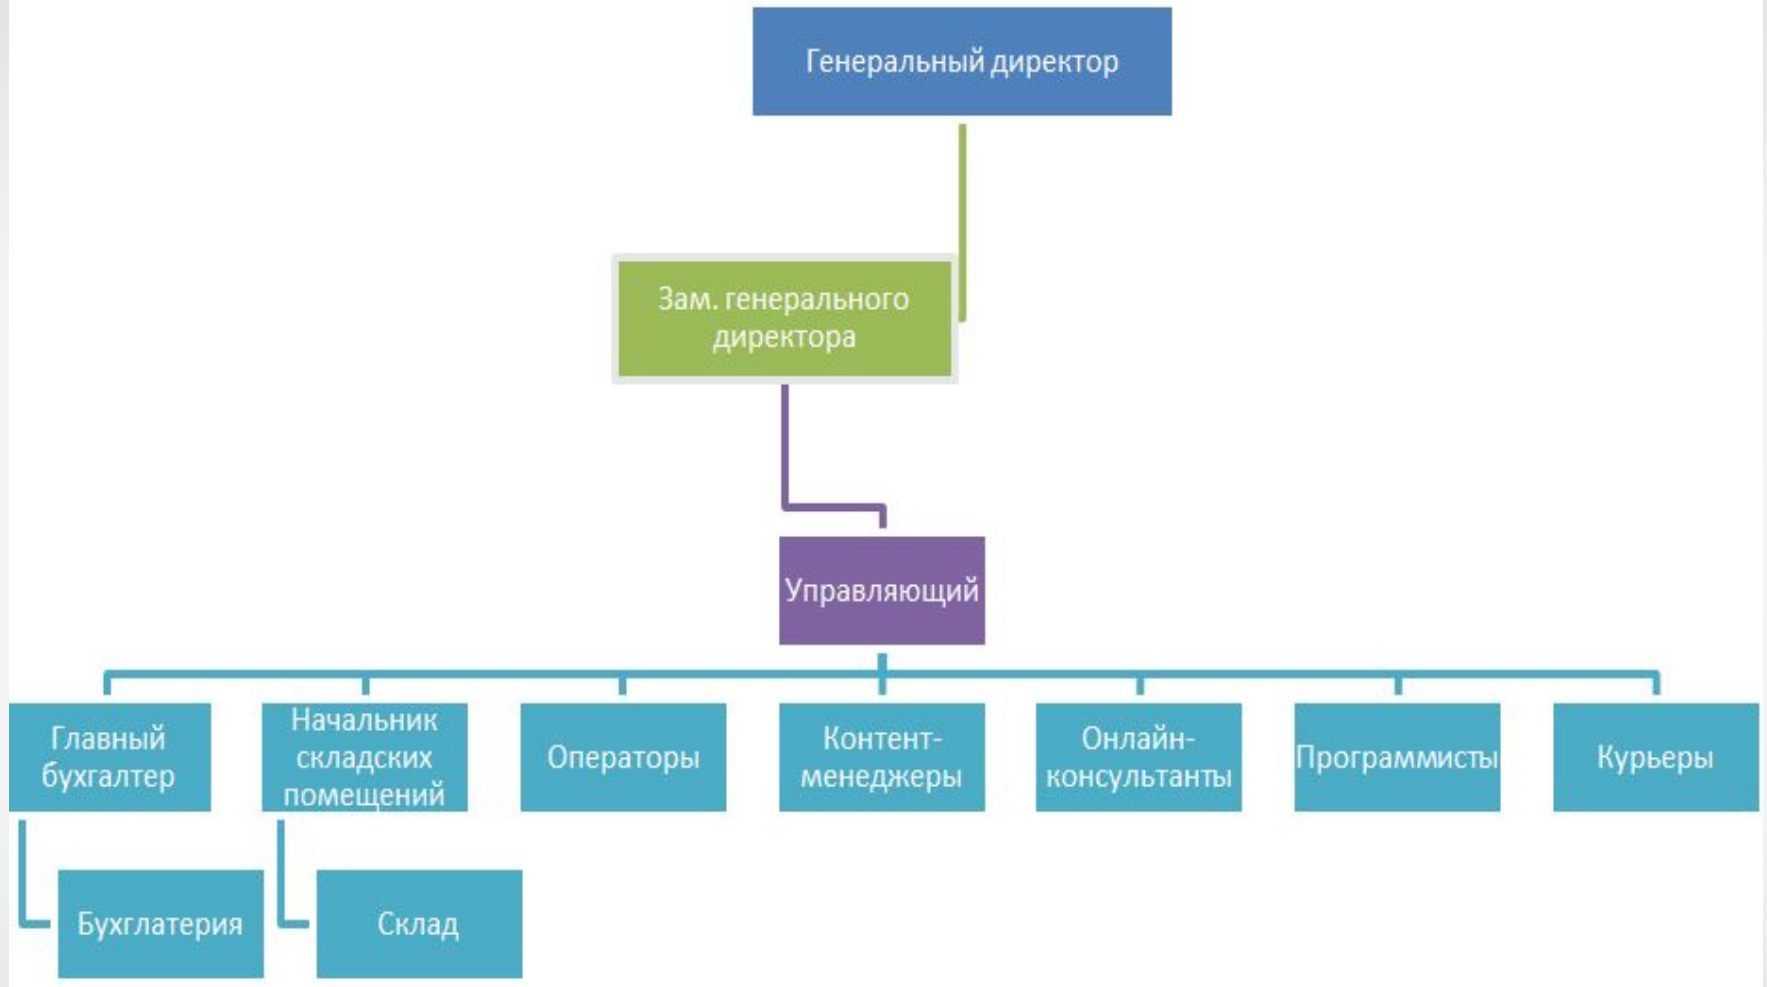 Генеральный директор
Зам. генерального
директора
Управляющий
Главный
бухгалтер
Начальник
складских
помещений
Операторы
Контент-
менеджеры
Онлайн-
консультанты
Программисты
Курьеры
Бухглатерия
Склад